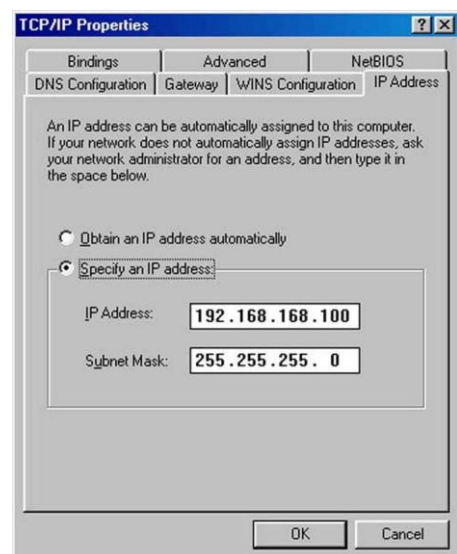 TCP/IP Properties
Bindings Advanced NetBIOS
DNS Configuration Gateway WINS Configuration IP Address
An IP address can be automatically assigned to this computer.
If your network does not automatically assign IP addresses, ask
your network administrator for an address, and then type it in
the space below.
Obtain an IP address automatically
Specify an IP address:
IP Address: 192.168.168.100
Subnet Mask: 255.255.255. 0
OK Cancel